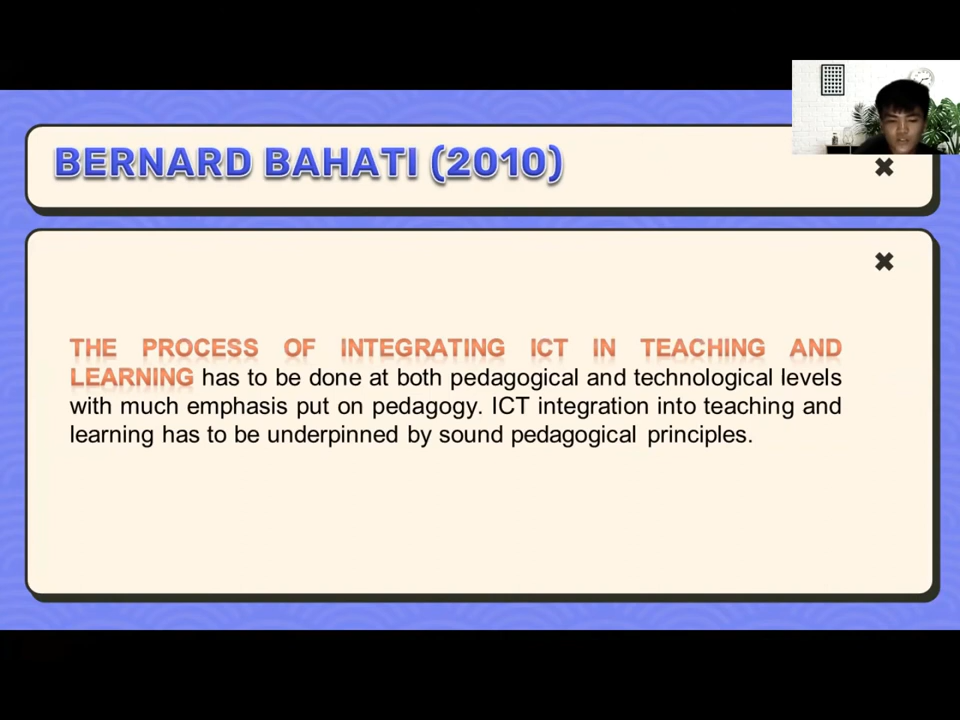 BERNARD BAHATI (2010)
THE PROCESS OF INTEGRATING ICT IN TEACHING AND
LEARNING has to be done at both pedagogical and technological levels
with much emphasis put on pedagogy. ICT integration into teaching and
learning has to be underpinned by sound pedagogical principles.